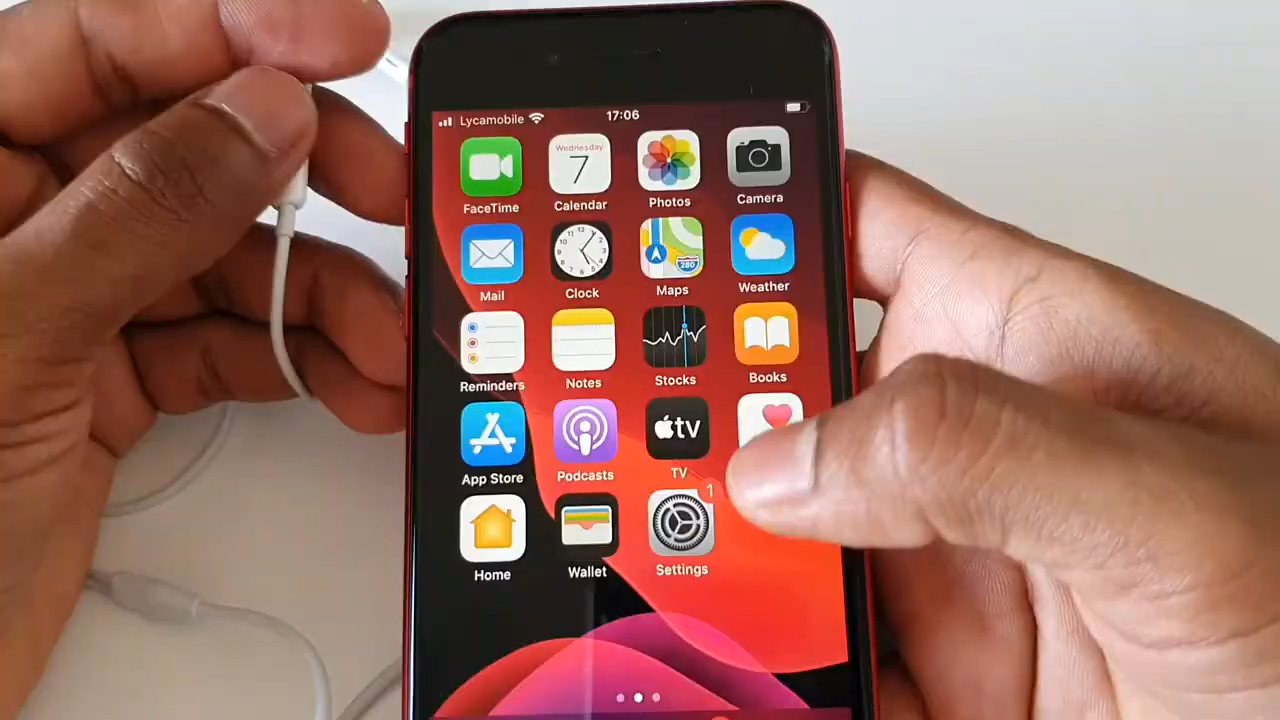 Lycamobile 17:06
Wednesday
7
FaceTime Calendar Photos Camera
12
280
Mail Clock Maps Weather
Reminders Notes Stocks Books
tv
App Store Podcasts TV
1
Home Wallet Settings